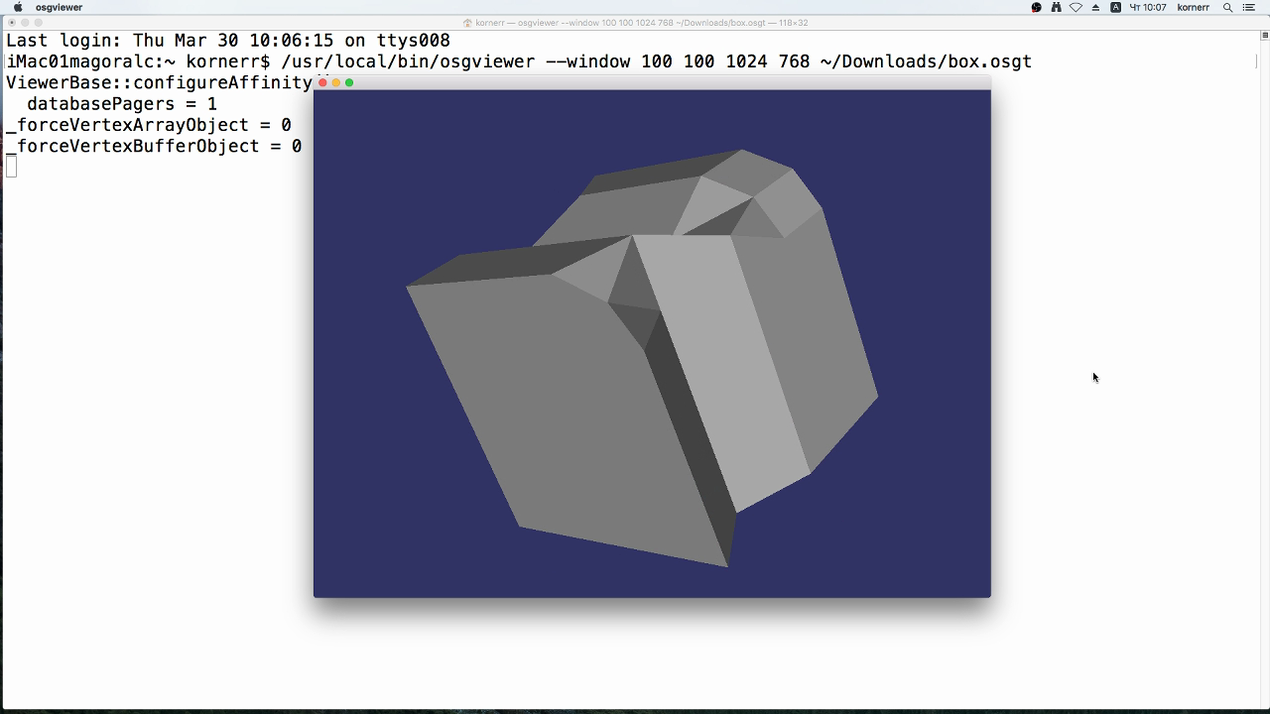 osgviewer
A Чт 10:07 kornerr
kornerr — osgviewer --window 100 100 1024 768 ~/Downloads/box.osgt — 118×32
Last login: Thu Mar 30 10:06:15 on ttys008
iMac01magoralc:~ kornerr$ /usr/local/bin/osgviewer --window 100 100 1024 768 ~/Downloads/box.osgt
ViewerBase::configureAffinity
databasePagers = 1
_forceVertexArrayObject = 0
_forceVertexBufferObject = 0